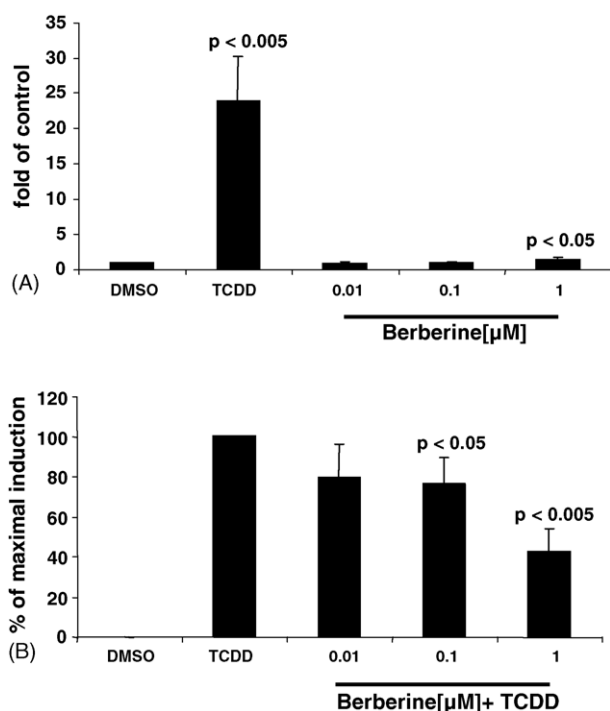 35
p < 0.005
30
25
20
15
10
p < 0.05
5
0
fold of control
(A)
DMSO TCDD 0.01 0.1 1
Berberine[µM]
120
p < 0.05
100
80
p < 0.005
60
40
20
0
% of maximal induction
(B)
DMSO TCDD 0.01 0.1 1
Berberine[µM]+ TCDD